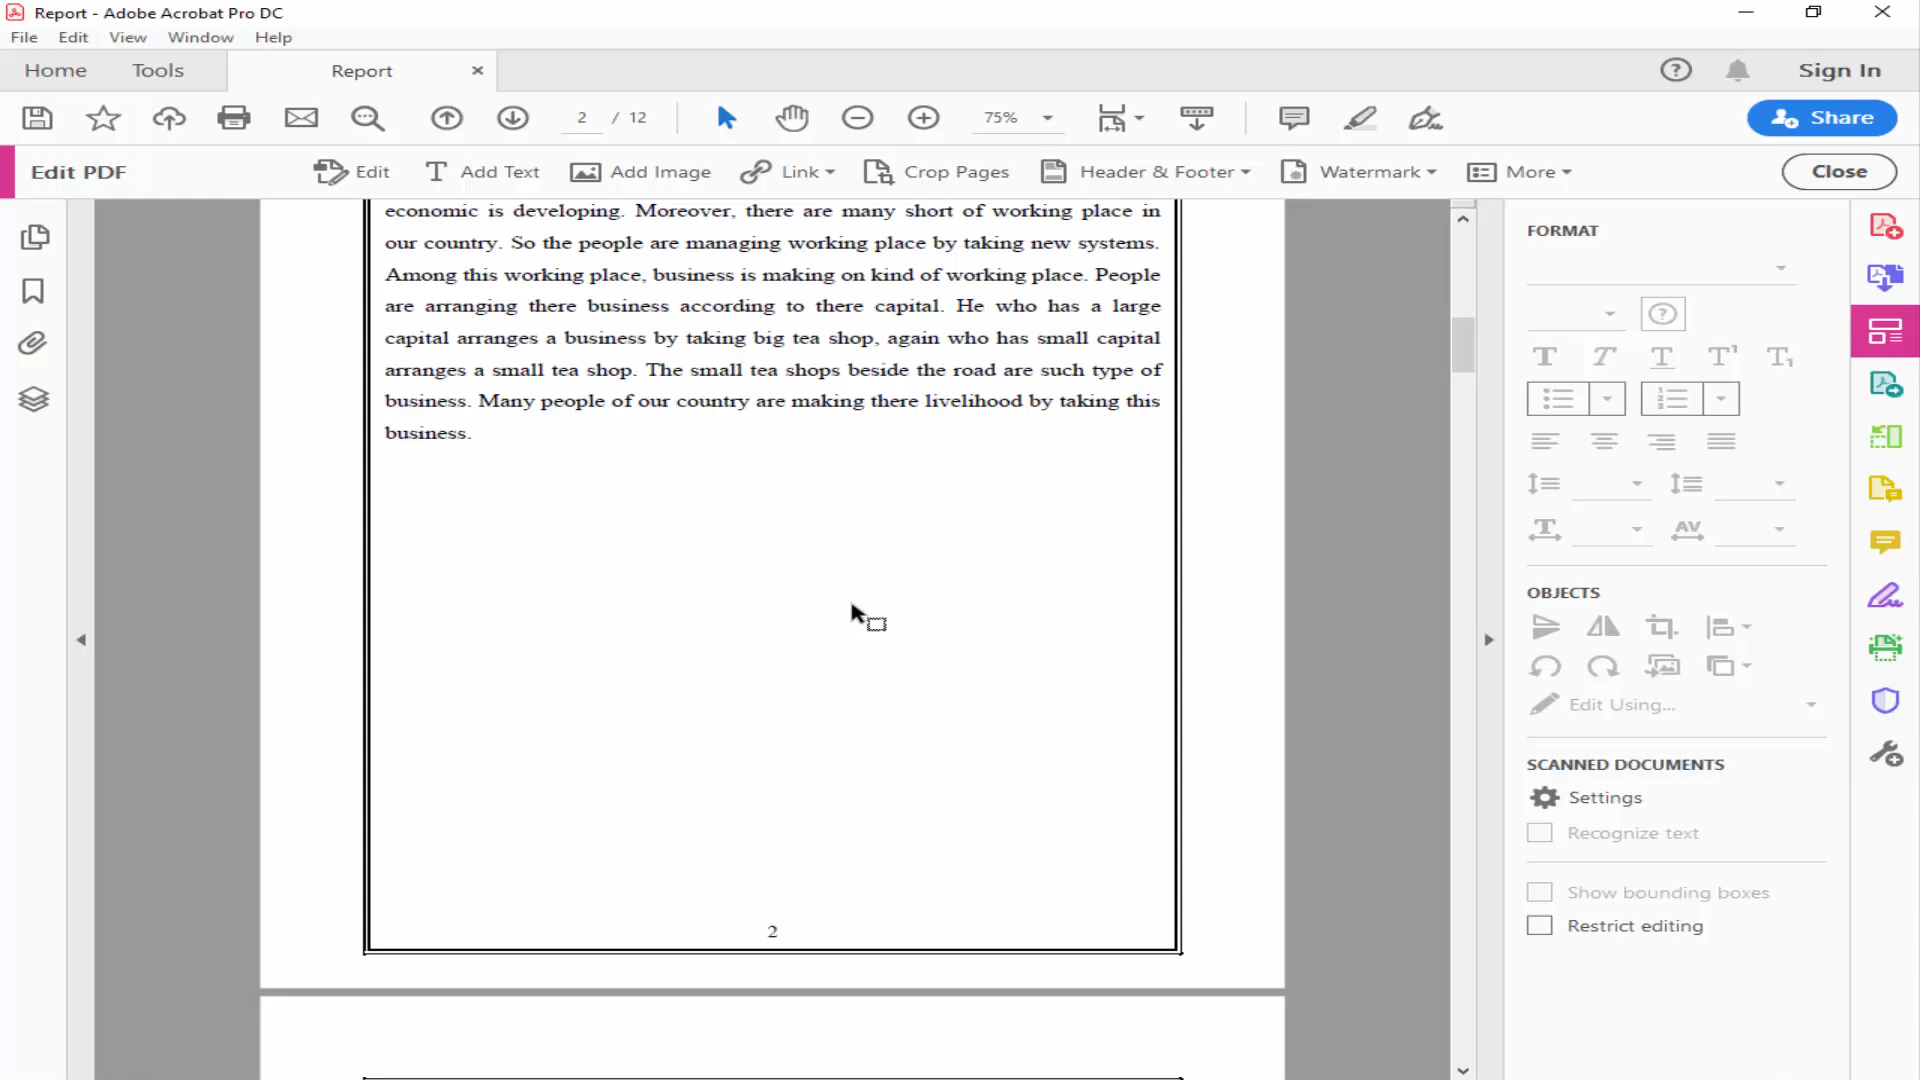 Report - Adobe Acrobat Pro DC
File Edit View Window Help
Home Tools Report Sign In
2 / 12 75% Share
Edit PDF Edit Add Text Add Image Link Crop Pages Header & Footer Watermark More Close
economic is developing. Moreover, there are many short of working place in
our country. So the people are managing working place by taking new systems.
Among this working place, business is making on kind of working place. People
are arranging there business according to there capital. He who has a large
capital arranges a business by taking big tea shop, again who has small capital
arranges a small tea shop. The small tea shops beside the road are such type of
business. Many people of our country are making there livelihood by taking this
business.
2
FORMAT
OBJECTS
Edit Using...
SCANNED DOCUMENTS
Settings
Recognize text
Show bounding boxes
Restrict editing